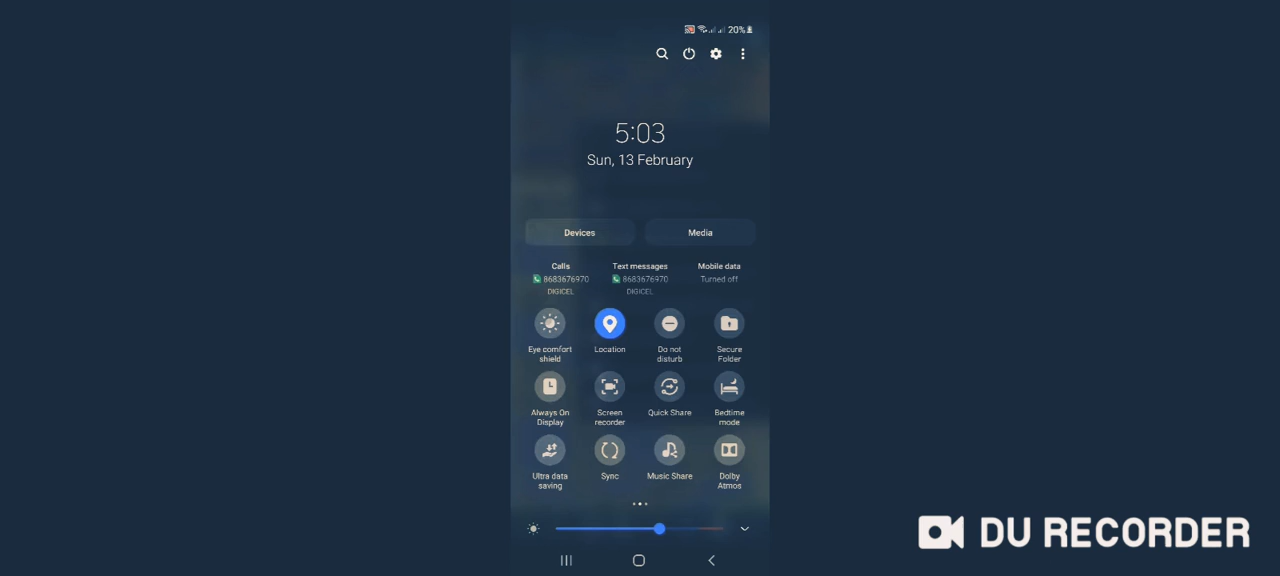 20%
5:03
Sun, 13 February
Devices Media
Calls Text messages Mobile data
8683676970 8683676970 Turned off
DIGICEL DIGICEL
Eye comfort shield
Location
Do not disturb
Secure Folder
Always On Display
Screen recorder
Quick Share
Bedtime mode
Ultra data saving
Sync
Music Share
Dolby Atmos
DU RECORDER